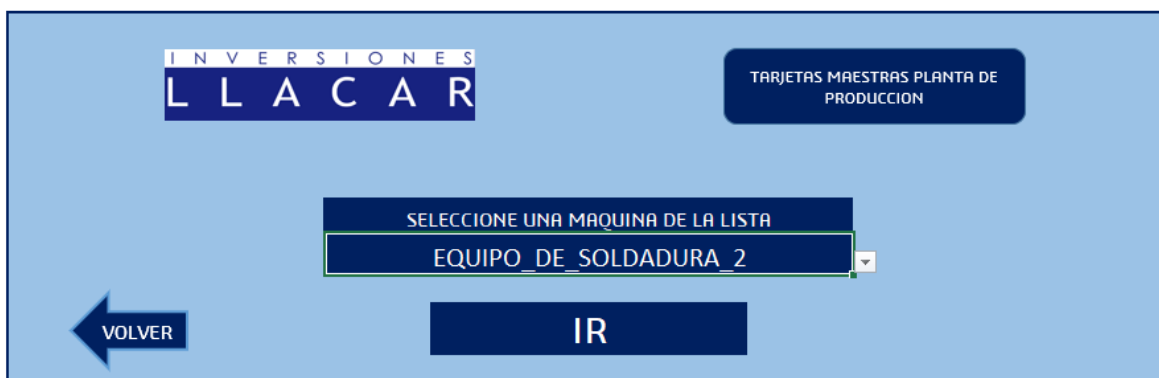 INVERSIONES
LLACAR
TARJETAS MAESTRAS PLANTA DE
PRODUCCION
SELECCIONE UNA MAQUINA DE LA LISTA
EQUIPO_DE_SOLDADURA_2
VOLVER
IR